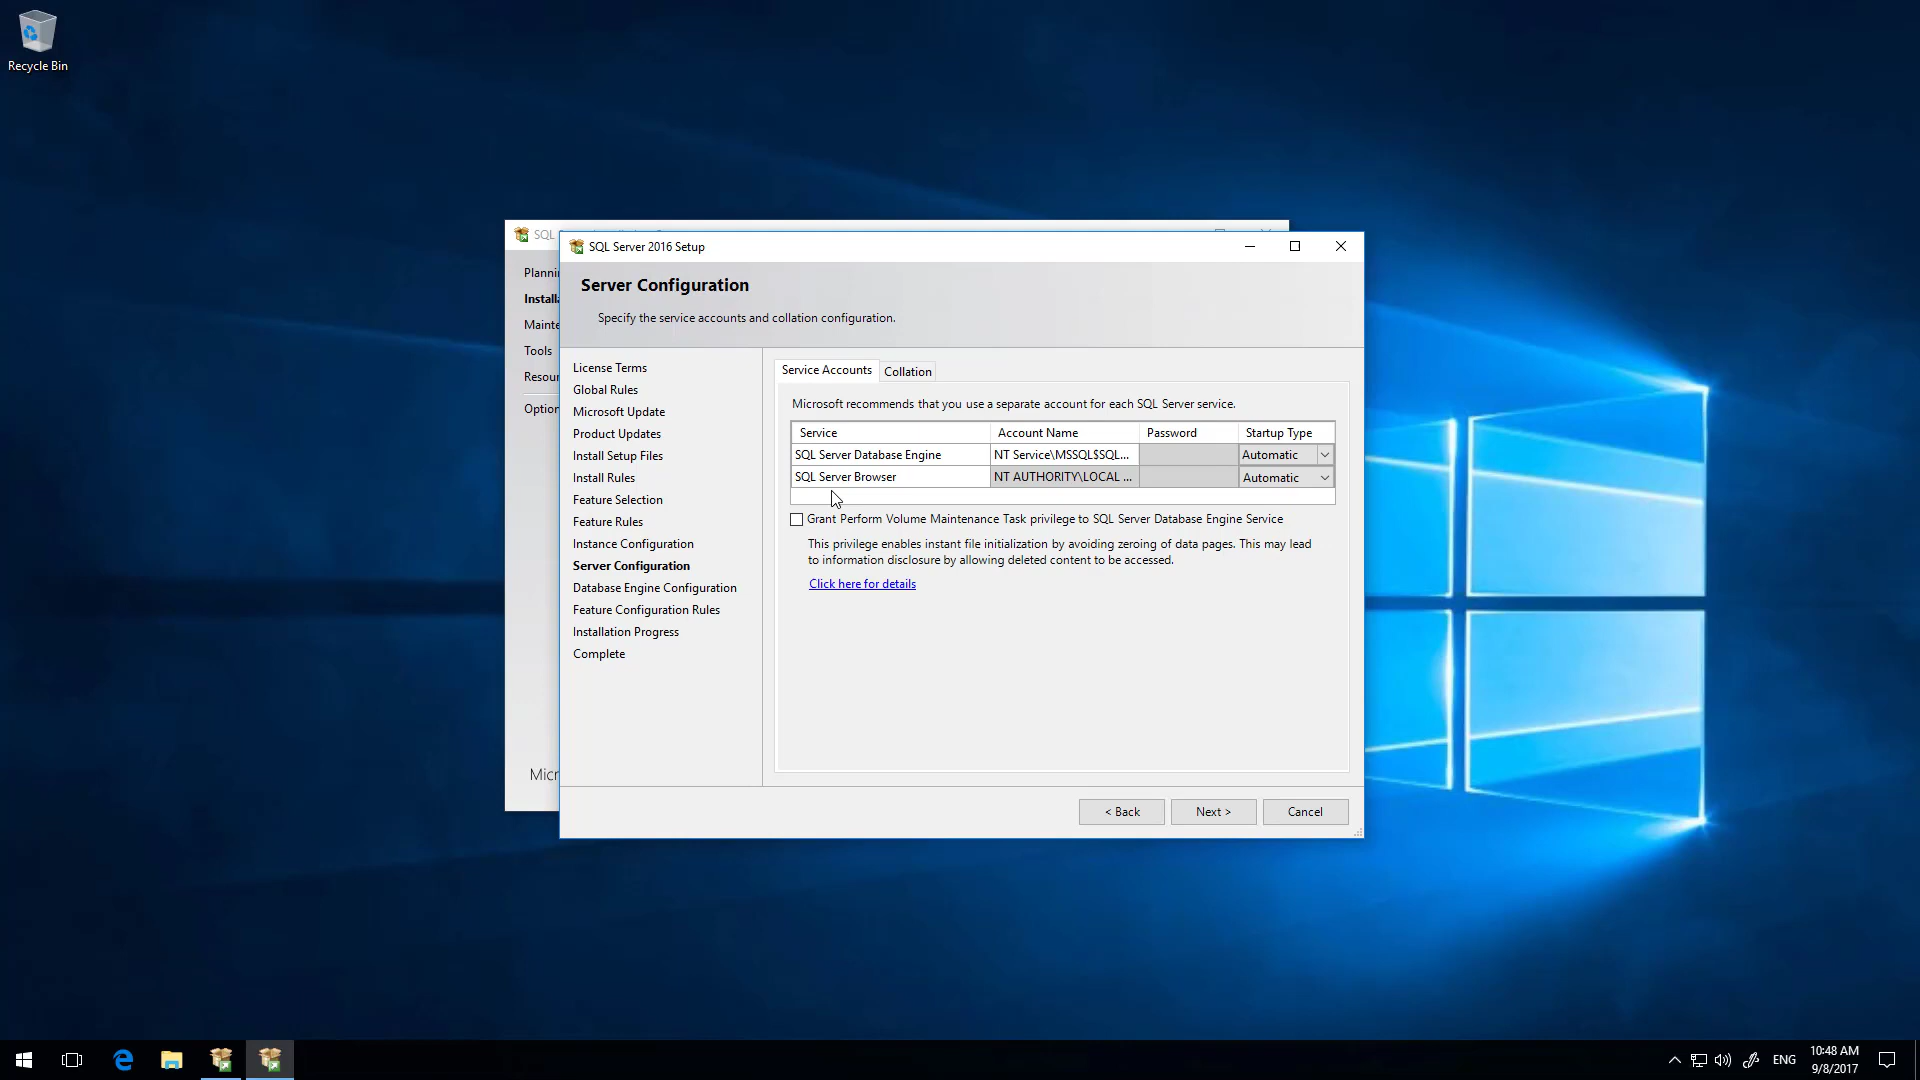 Recycle Bin
SQL
SQL Server 2016 Setup
Server Configuration
Specify the service accounts and collation configuration.
Planni
Install
Mainte
Tools
Resour
Option
Micr
License Terms
Global Rules
Microsoft Update
Product Updates
Install Setup Files
Install Rules
Feature Selection
Feature Rules
Instance Configuration
Server Configuration
Database Engine Configuration
Feature Configuration Rules
Installation Progress
Complete
Service Accounts Collation
Microsoft recommends that you use a separate account for each SQL Server service.
Service Account Name Password Startup Type
SQL Server Database Engine NT Service\MSSQL$SQL... Automatic
SQL Server Browser NT AUTHORITY\LOCAL ... Automatic
Grant Perform Volume Maintenance Task privilege to SQL Server Database Engine Service
This privilege enables instant file initialization by avoiding zeroing of data pages. This may lead
to information disclosure by allowing deleted content to be accessed.
Click here for details
< Back Next > Cancel
ENG
10:48 AM
9/8/2017